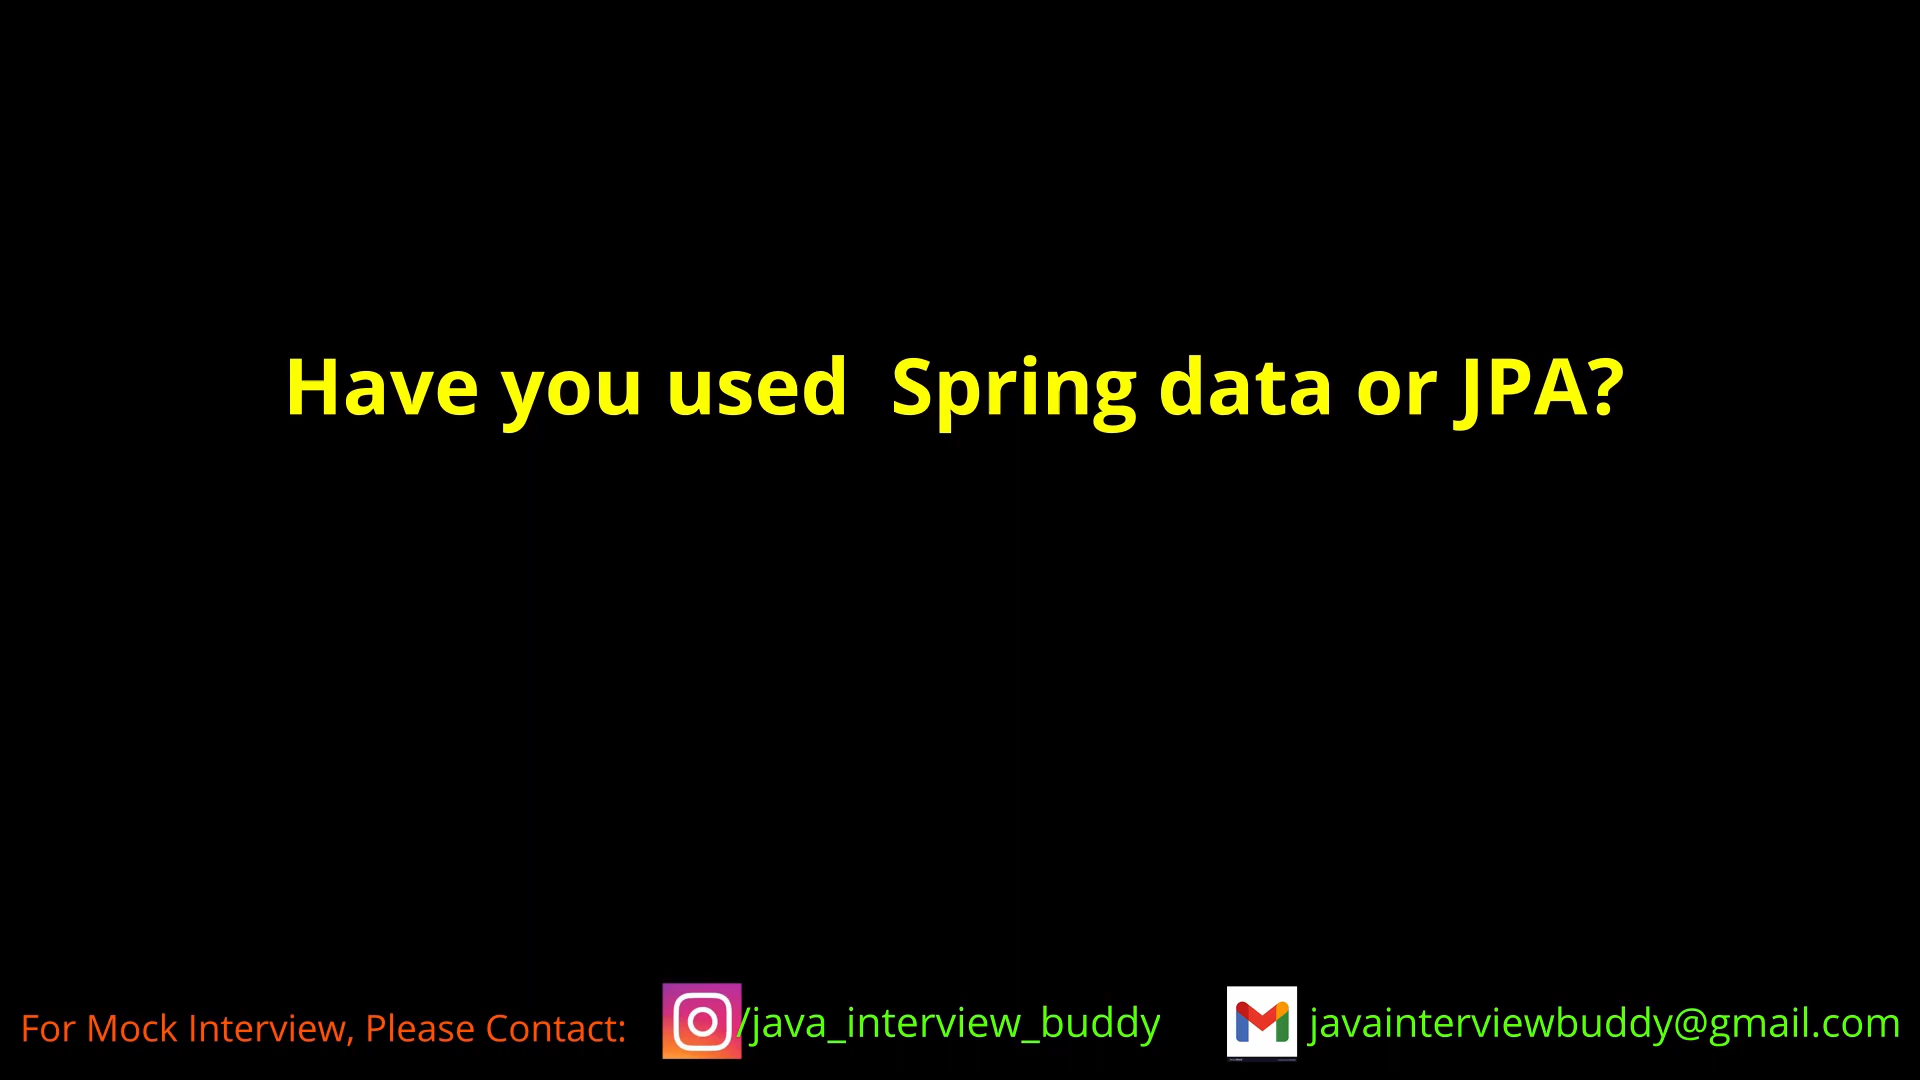 Have you used  Spring data or JPA?
For Mock Interview, Please Contact: /java_interview_buddy javainterviewbuddy@gmail.com